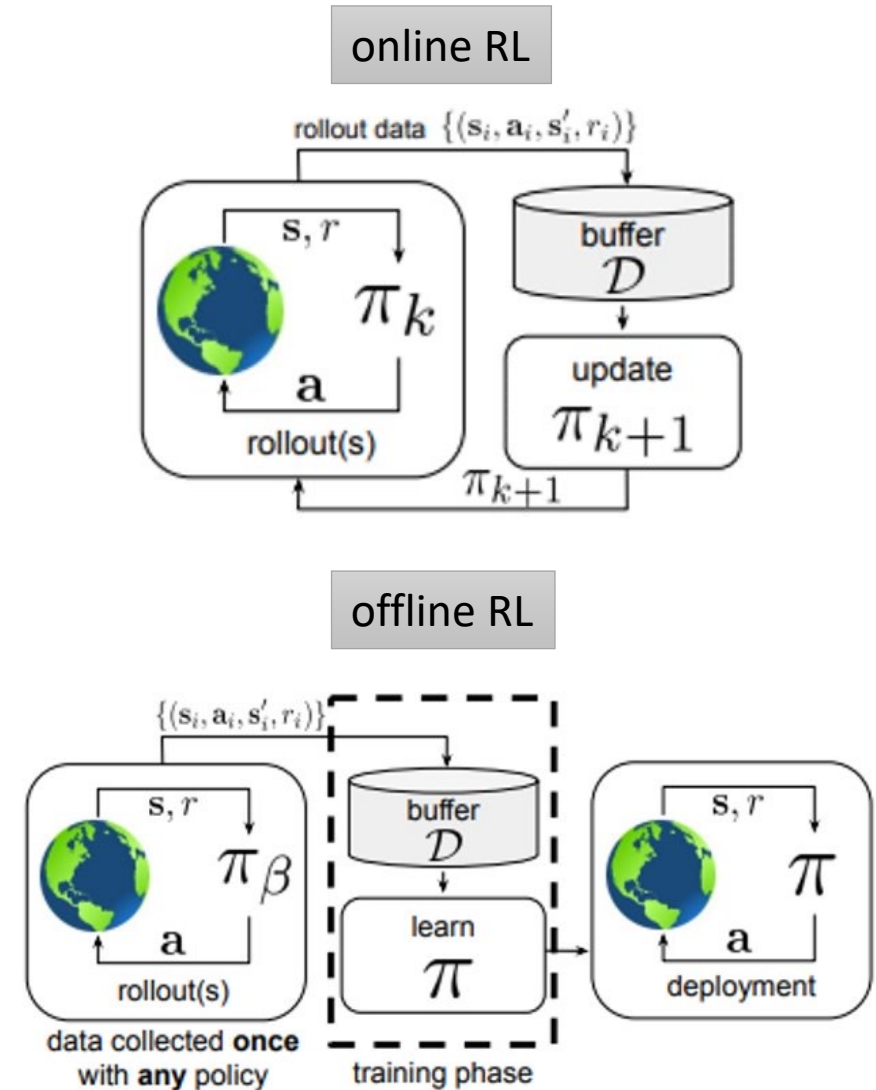 online RL
rollout data {(s_i, a_i, s'_i, r_i)}
s, r
π_k
a
rollout(s)
buffer
D
update
π_{k+1}
π_{k+1}
offline RL
{(s_i, a_i, s'_i, r_i)}
s, r
π_β
a
rollout(s)
data collected once
with any policy
buffer
D
learn
π
training phase
s, r
π
a
deployment